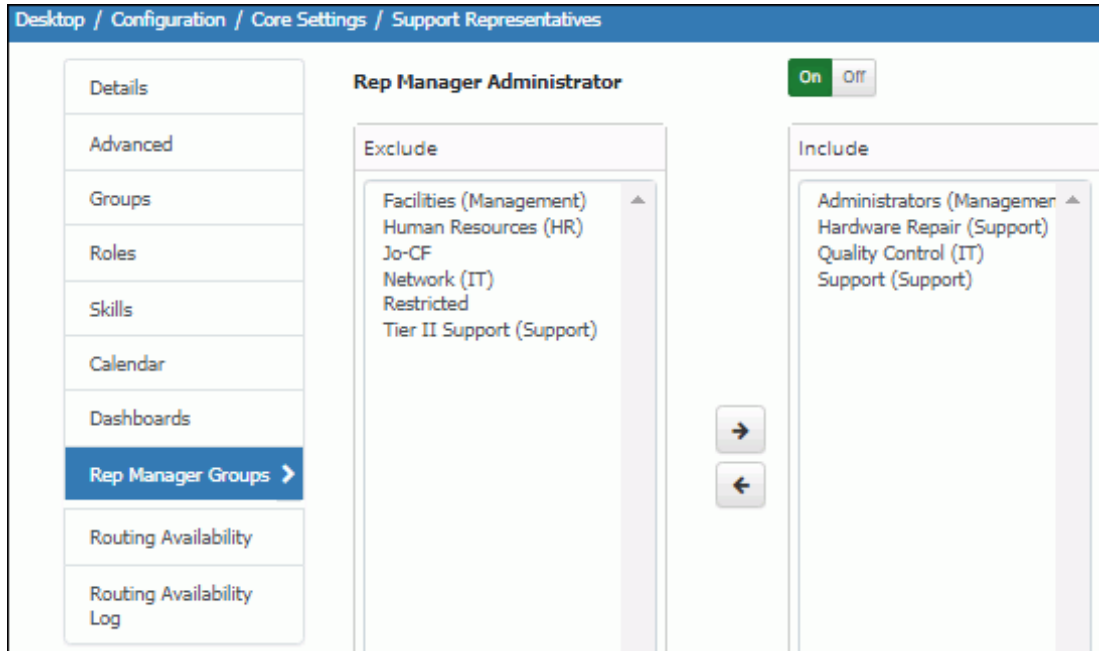 Desktop / Configuration / Core Settings / Support Representatives
Details
Advanced
Groups
Roles
Skills
Calendar
Dashboards
Rep Manager Groups
Routing Availability
Routing Availability
Log
Rep Manager Administrator
On Off
Exclude
Facilities (Management)
Human Resources (HR)
Jo-CF
Network (IT)
Restricted
Tier II Support (Support)
Include
Administrators (Managemen
Hardware Repair (Support)
Quality Control (IT)
Support (Support)